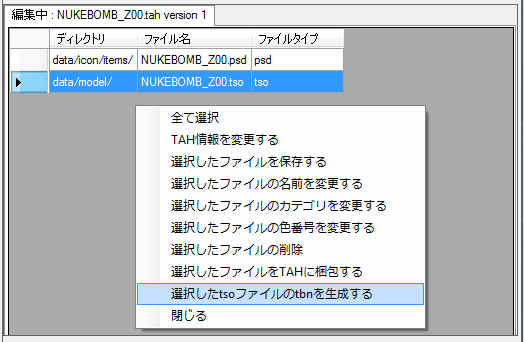 編集中 : NUKEBOMB_Z00.tah version 1
ディレクトリ ファイル名 ファイルタイプ
data/icon/items/ NUKEBOMB_Z00.psd psd
data/model/ NUKEBOMB_Z00.tso tso
全て選択
TAH情報を変更する
選択したファイルを保存する
選択したファイルの名前を変更する
選択したファイルのカテゴリを変更する
選択したファイルの色番号を変更する
選択したファイルの削除
選択したファイルをTAHに梱包する
選択したtsoファイルのtbnを生成する
閉じる